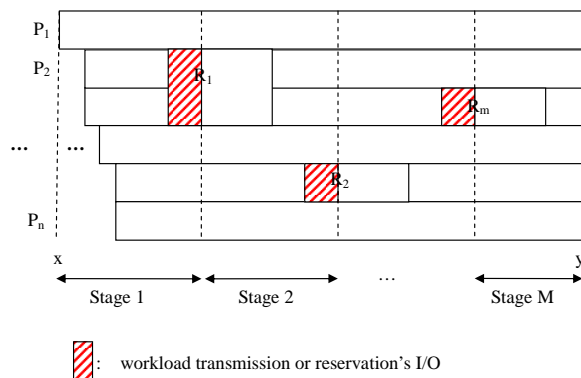 P1
P2
R1
Rm
... ...
R2
Pn
x y
...
Stage 1 Stage 2 Stage M
: workload transmission or reservation's I/O